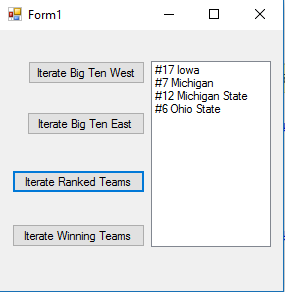 Form1
Iterate Big Ten West
Iterate Big Ten East
Iterate Ranked Teams
Iterate Winning Teams
#17 Iowa
#7 Michigan
#12 Michigan State
#6 Ohio State